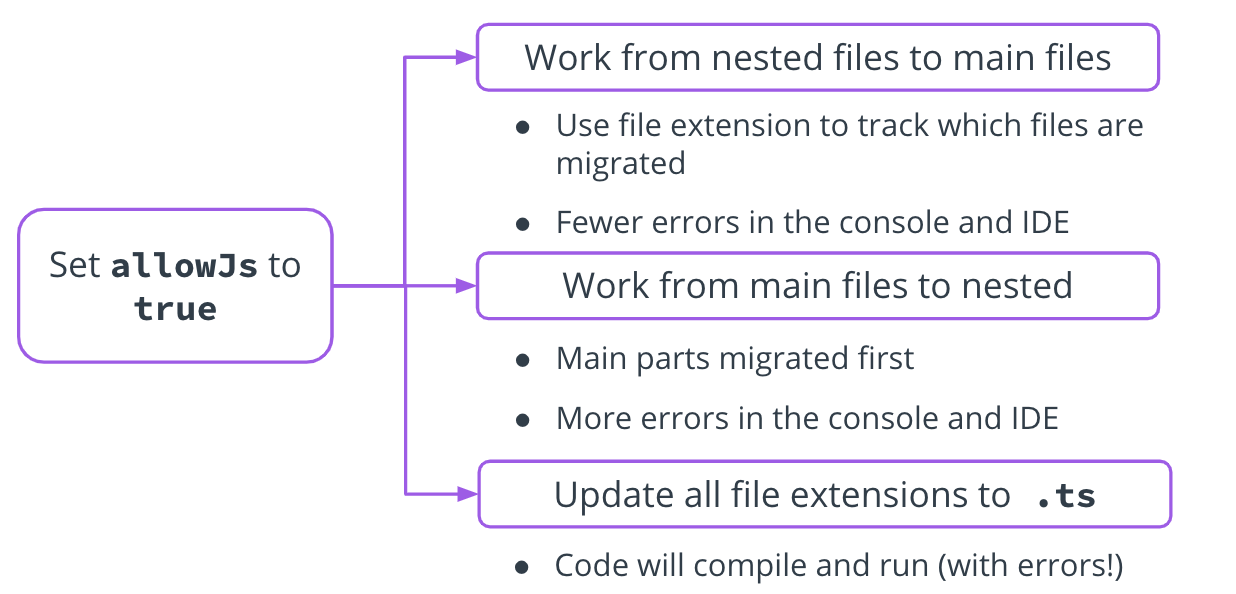 Work from nested files to main files
● Use file extension to track which files are
migrated
● Fewer errors in the console and IDE
Set allowJs to
true
Work from main files to nested
● Main parts migrated first
● More errors in the console and IDE
Update all file extensions to .ts
● Code will compile and run (with errors!)